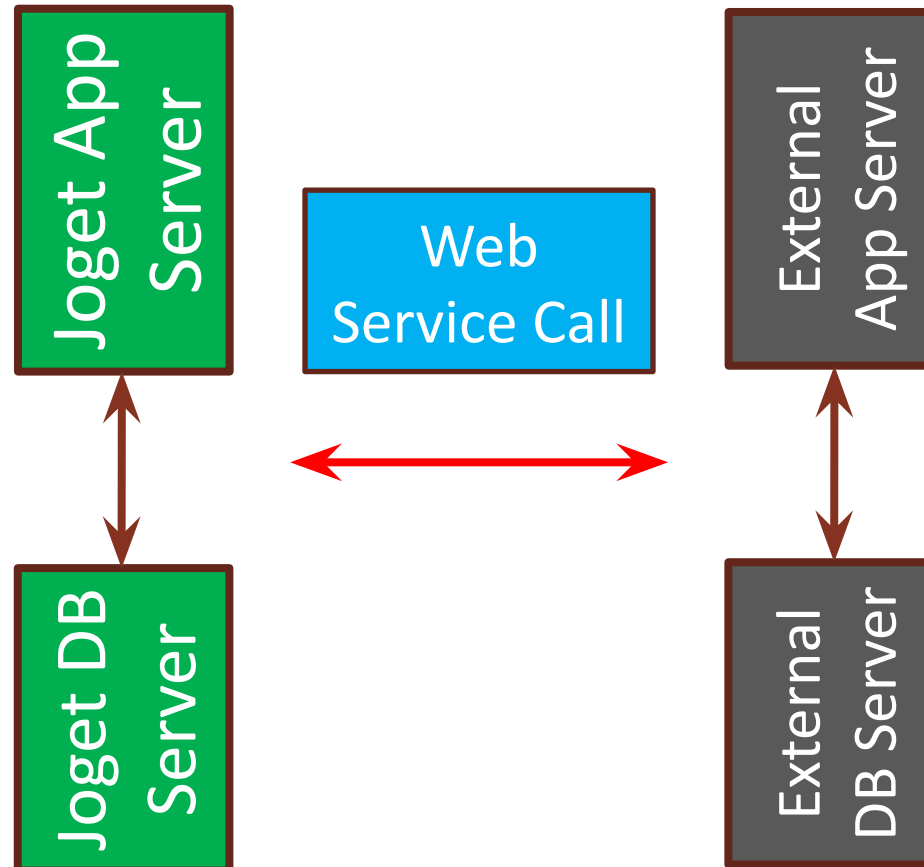 Joget App
Server
Web
Service Call
External
App Server
Joget DB
Server
External
DB Server